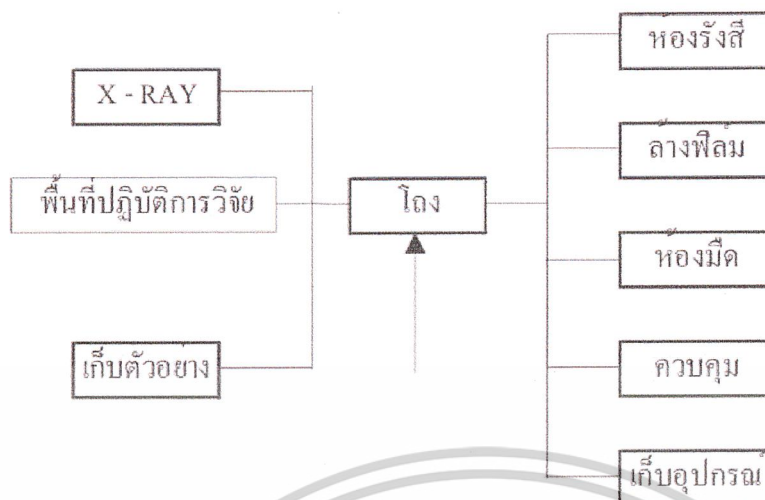 ห้องรังสี
X - RAY
ล้างฟิล์ม
พื้นที่ปฏิบัติการวิจัย
โถง
ห้องมืด
เก็บตัวอย่าง
ควบคุม
เก็บอุปกรณ์